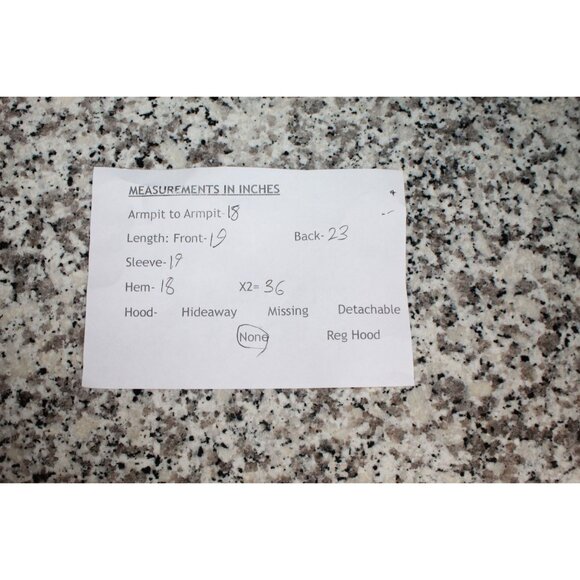 MEASUREMENTS IN INCHES
Armpit to Armpit- 18
Length: Front- 19 Back- 23
Sleeve- 19
Hem- 18 X2= 36
Hood- Hideaway Missing Detachable
None Reg Hood